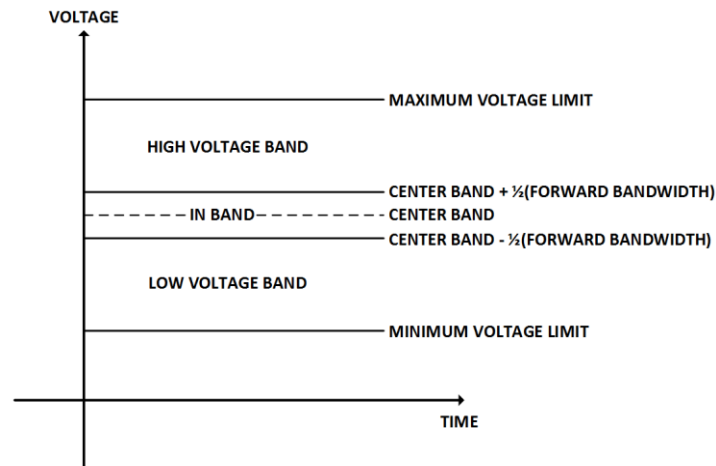 VOLTAGE
MAXIMUM VOLTAGE LIMIT
HIGH VOLTAGE BAND
CENTER BAND + ½(FORWARD BANDWIDTH)
IN BAND
CENTER BAND
CENTER BAND - ½(FORWARD BANDWIDTH)
LOW VOLTAGE BAND
MINIMUM VOLTAGE LIMIT
TIME